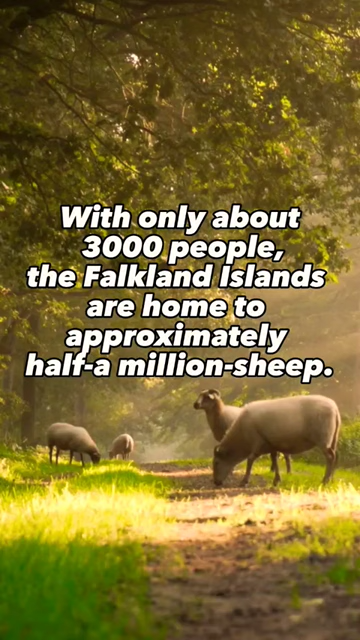 With only about
3000 people,
the Falkland Islands
are home to
approximately
half-a million-sheep.